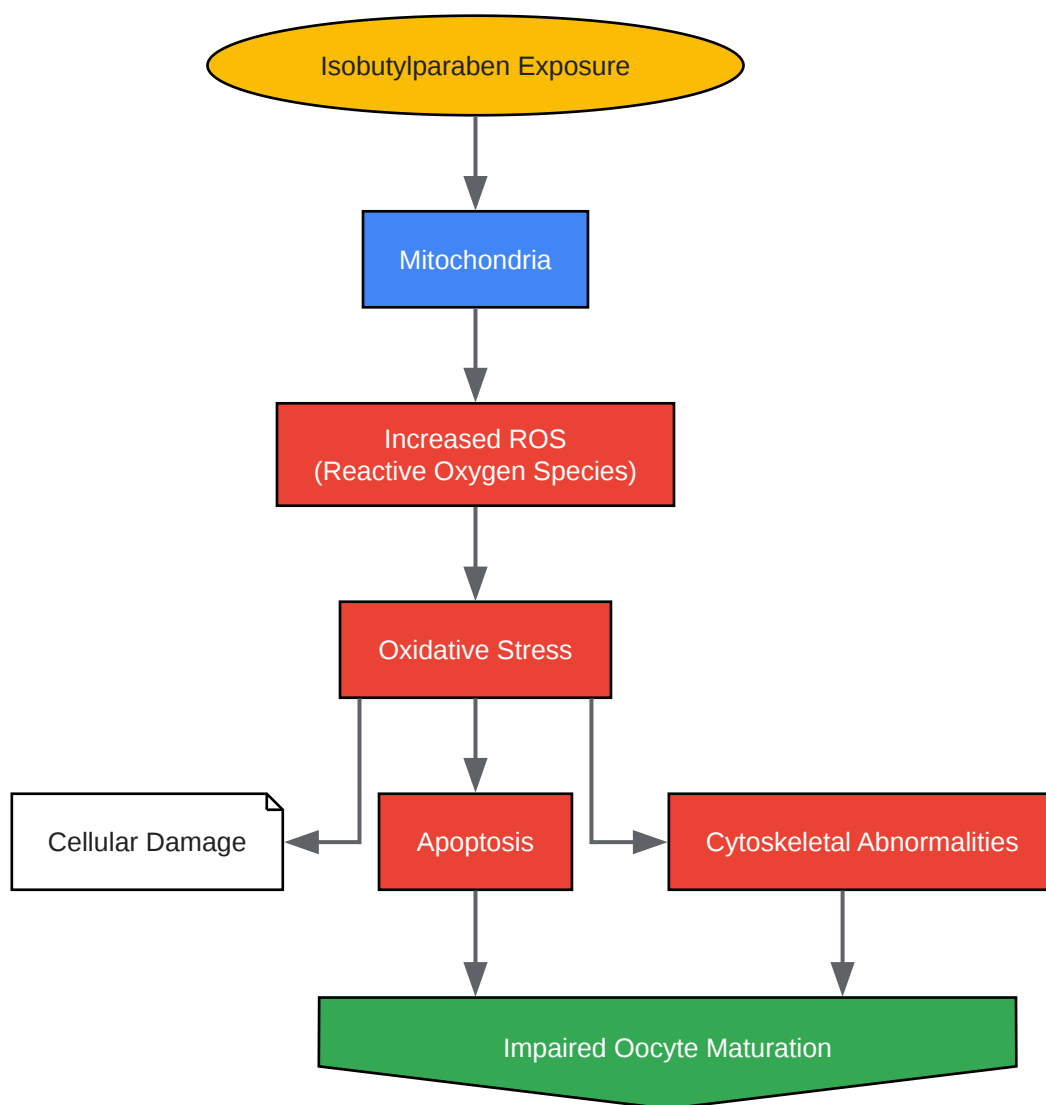 Isobutylparaben Exposure
Mitochondria
Increased ROS
(Reactive Oxygen Species)
Oxidative Stress
Cellular Damage
Apoptosis
Cytoskeletal Abnormalities
Impaired Oocyte Maturation